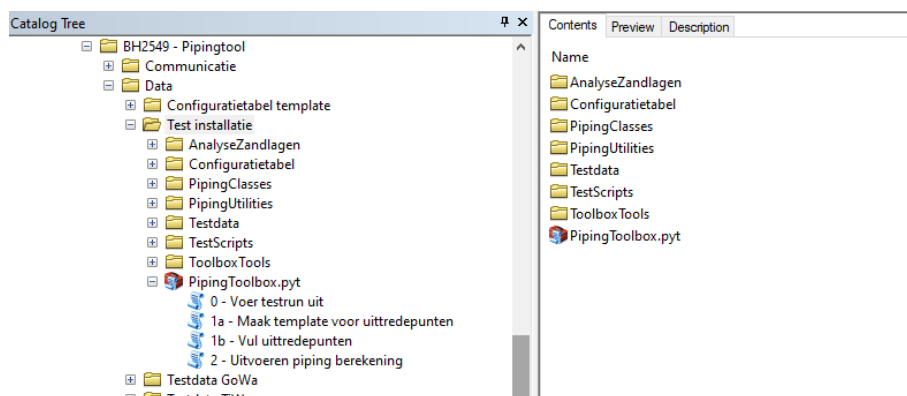 Catalog Tree
BH2549 - Pipingtool
Communicatie
Data
Configuratietabel template
Test installatie
AnalyseZandlagen
Configuratietabel
PipingClasses
PipingUtilities
Testdata
TestScripts
ToolboxTools
PipingToolbox.pyt
0 - Voer testrun uit
1a - Maak template voor uittredepunten
1b - Vul uittredepunten
2 - Uitvoeren piping berekening
Testdata GoWa
Contents Preview Description
Name
AnalyseZandlagen
Configuratietabel
PipingClasses
PipingUtilities
Testdata
TestScripts
ToolboxTools
PipingToolbox.pyt